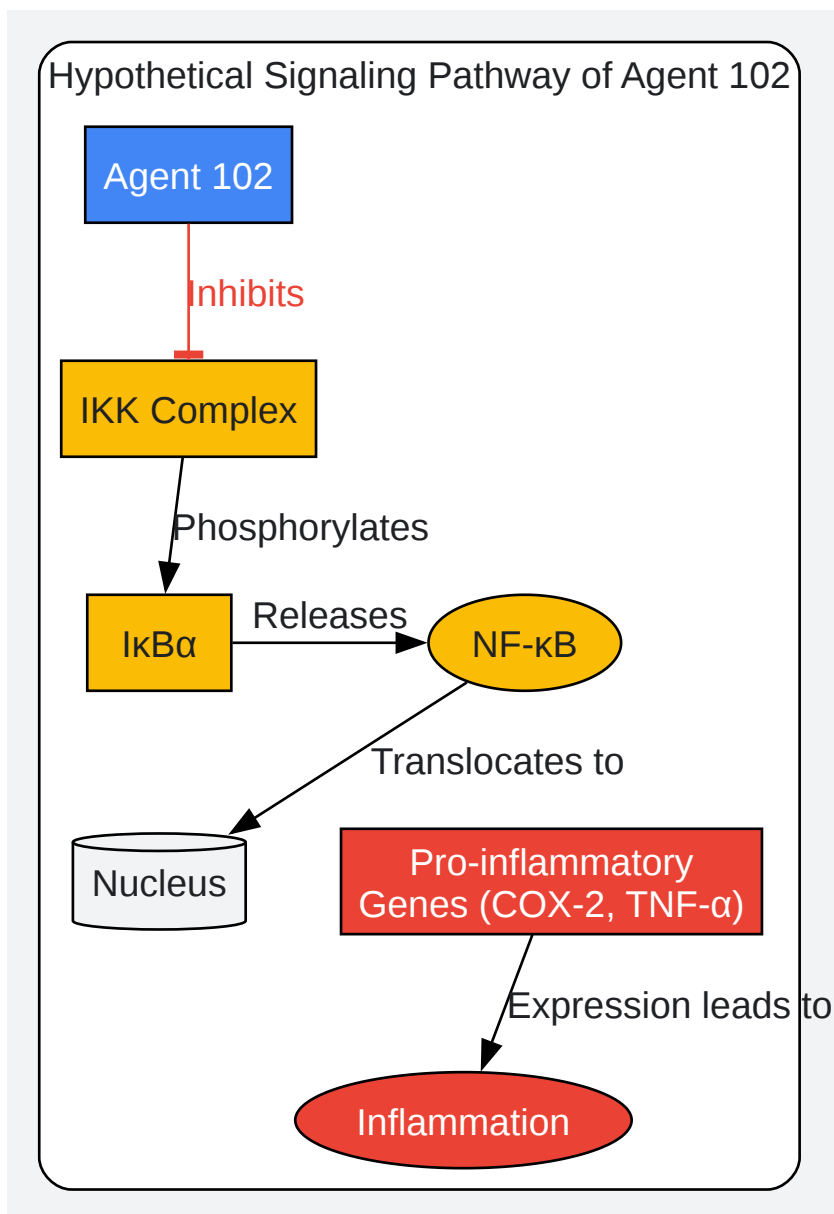 Hypothetical Signaling Pathway of Agent 102
Agent 102
Inhibits
IKK Complex
Phosphorylates
IκBα
Releases
NF-κB
Translocates to
Nucleus
Pro-inflammatory
Genes (COX-2, TNF-α)
Expression leads to
Inflammation